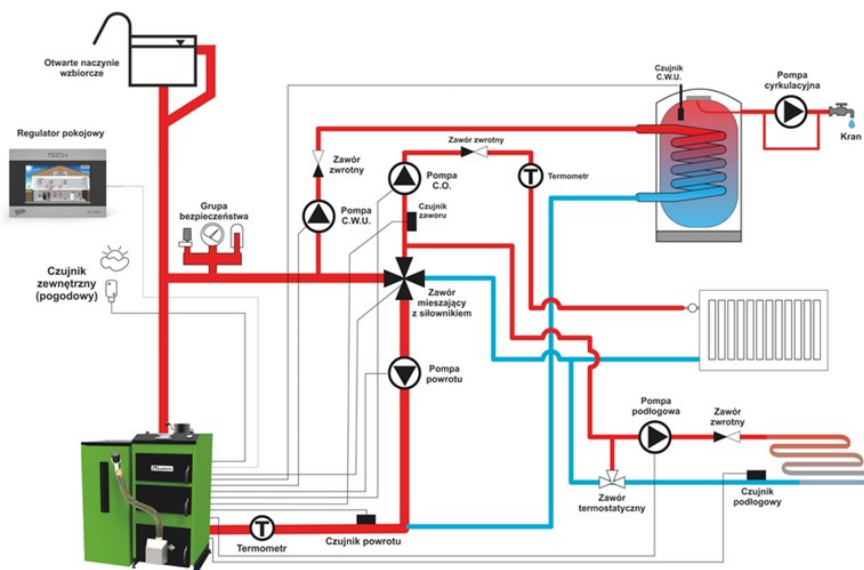 Otwarte naczynie
wzbiorcze
Regulator pokojowy
TECH
Grupa
bezpieczeństwa
Czujnik
zewnętrzny
(pogodowy)
Zawór
zwrotny
Pompa
C.W.U.
Pompa
C.O.
Zawór zwrotny
T
Termometr
Czujnik
zaworu
Zawór
mieszający
z siłownikiem
Pompa
powrotu
Czujnik
C.W.U.
Pompa
cyrkulacyjna
Kran
Pompa
podłogowa
Zawór
zwrotny
Zawór
termostatyczny
Czujnik
podłogowy
T
Termometr
Czujnik powrotu